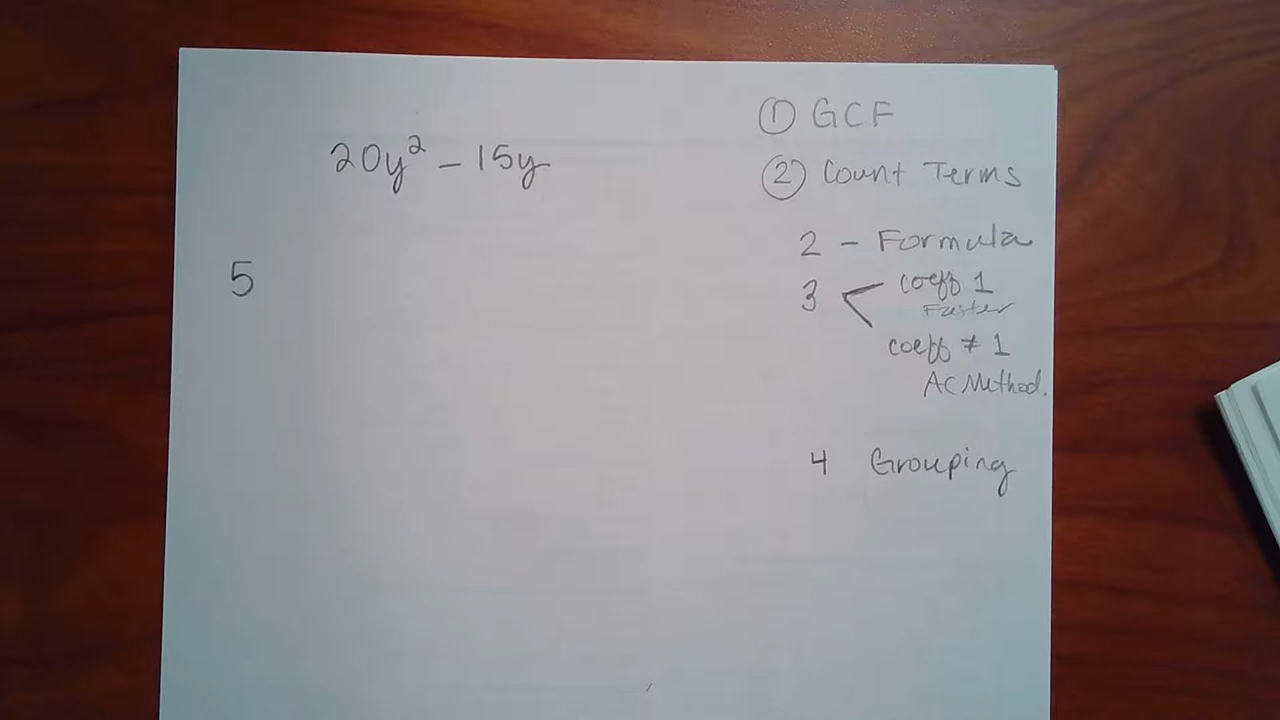 20y² - 15y
5
① GCF
② Count Terms
2 - Formula
3 < coeff 1
Faster
coeff ≠ 1
AC Method.
4 Grouping